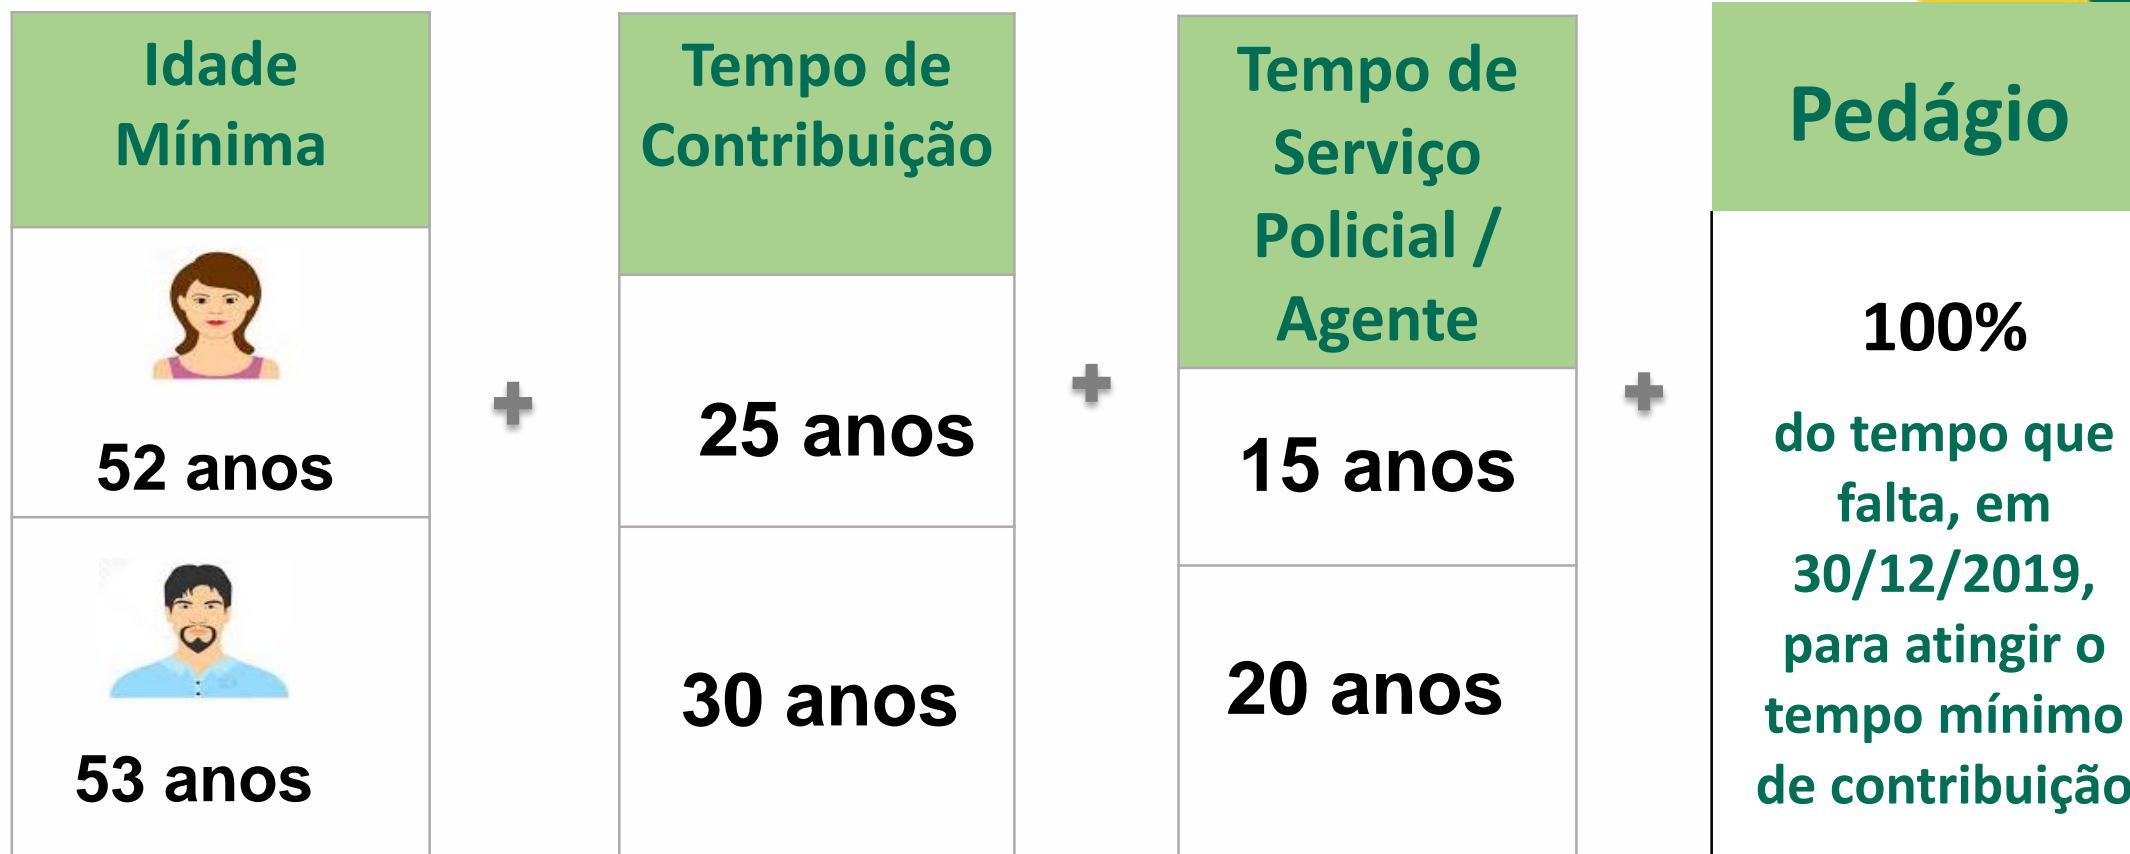 Idade
Mínima
52 anos
53 anos
Tempo de
Contribuição
25 anos
30 anos
Tempo de
Serviço
Policial /
Agente
15 anos
20 anos
Pedágio
100%
do tempo que
falta, em
30/12/2019,
para atingir o
tempo mínimo
de contribuição